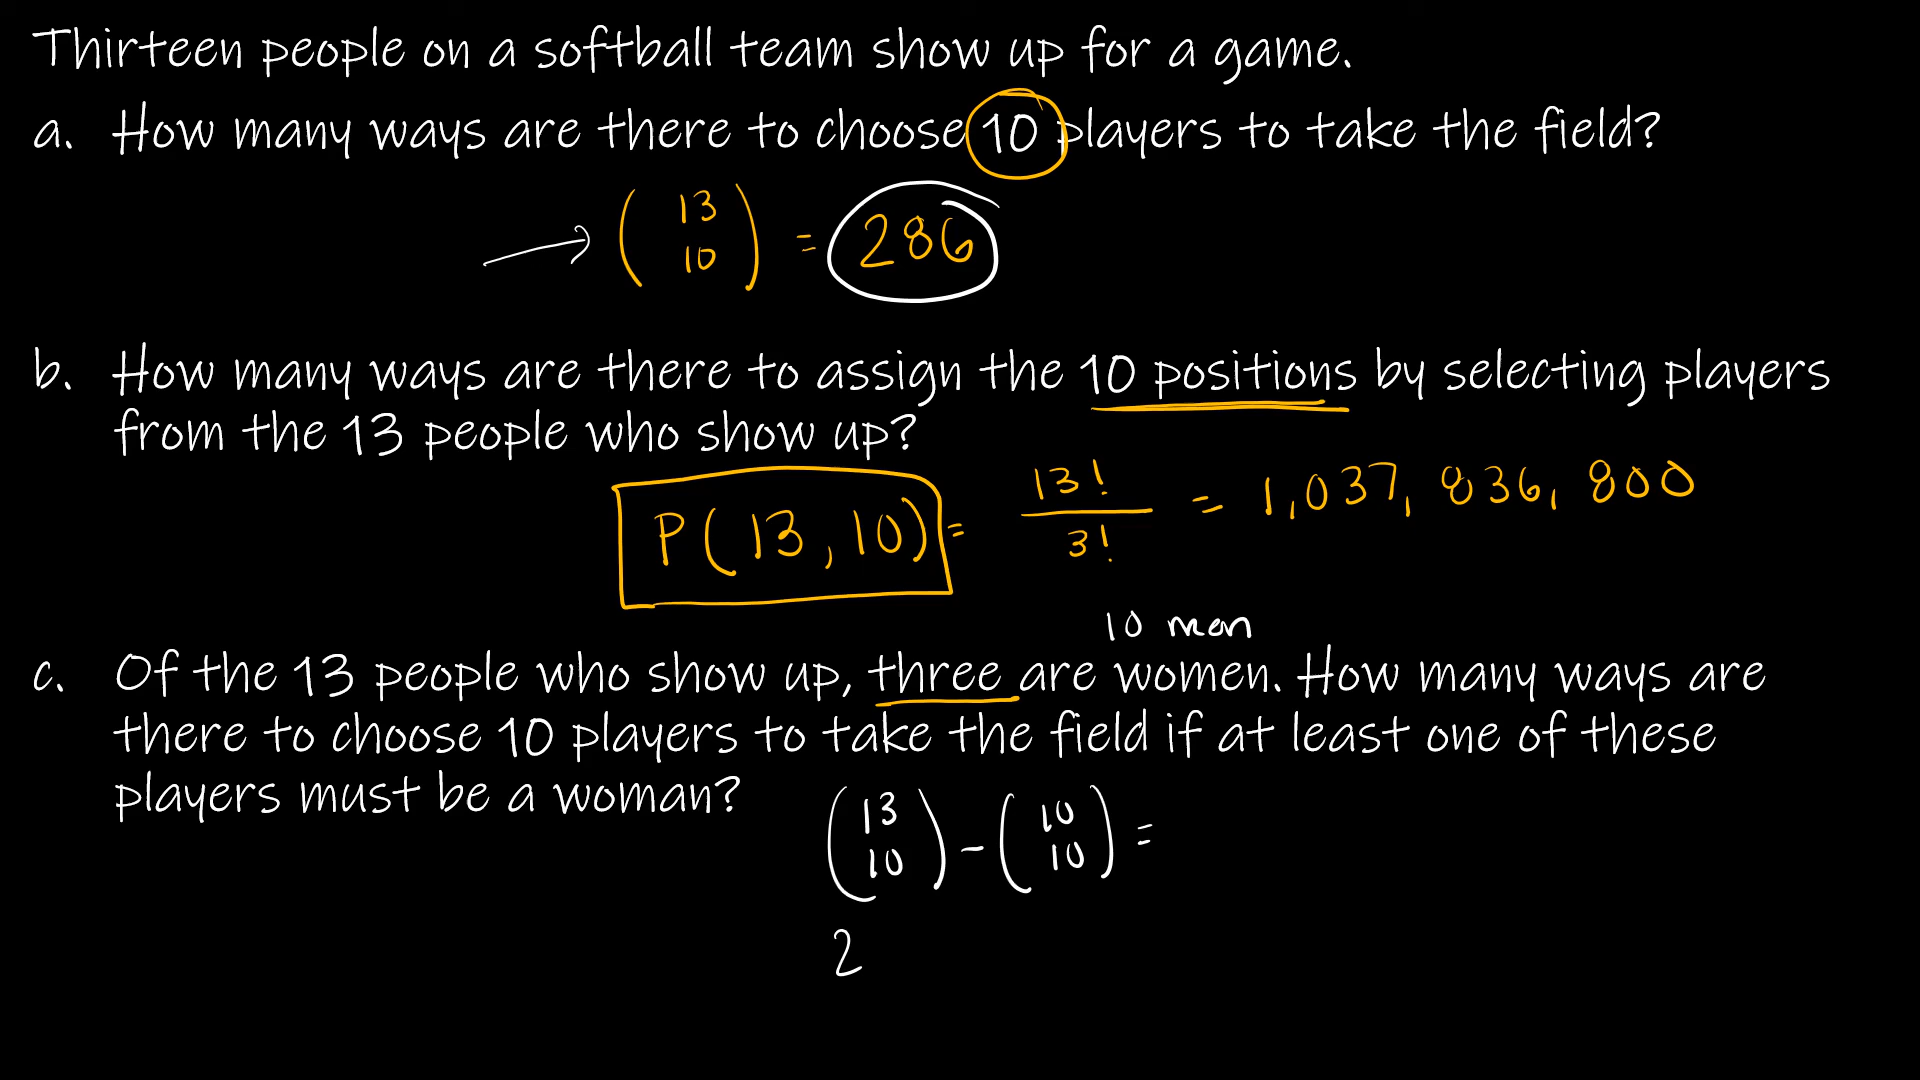 Thirteen people on a softball team show up for a game.
a. How many ways are there to choose 10 players to take the field?
(13
10) = 286
b. How many ways are there to assign the 10 positions by selecting players
from the 13 people who show up?
P(13, 10) = 13!/3! = 1,037,836,800
10 men
c. Of the 13 people who show up, three are women. How many ways are
there to choose 10 players to take the field if at least one of these
players must be a woman?
(13 10) - (10 10) =
2